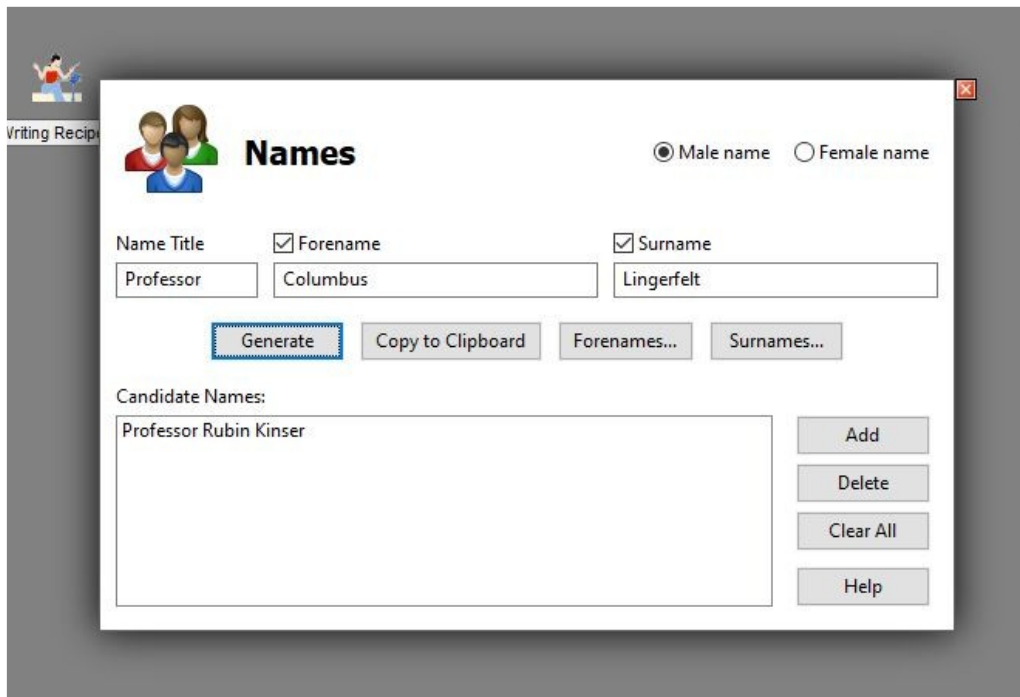 Writing Recip
Names
Male name
Female name
Name Title
Forename
Surname
Professor
Columbus
Lingerfelt
Generate
Copy to Clipboard
Forenames...
Surnames...
Candidate Names:
Professor Rubin Kinser
Add
Delete
Clear All
Help